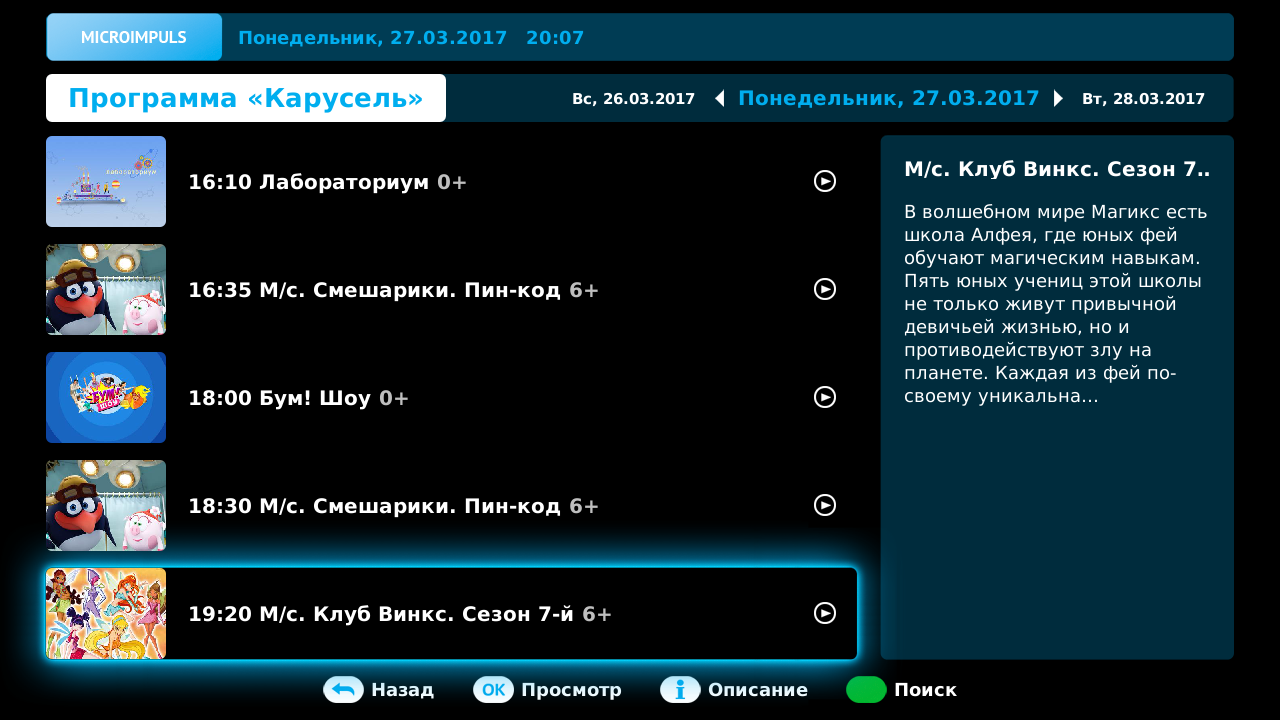 MICROIMPULS
Понедельник, 27.03.2017 20:07
Программа «Карусель»
Вс, 26.03.2017
Понедельник, 27.03.2017
Вт, 28.03.2017
лабораториум
16:10 Лабораториум 0+
16:35 М/с. Смешарики. Пин-код 6+
БУМ!
ШОУ
18:00 Бум! Шоу 0+
18:30 М/с. Смешарики. Пин-код 6+
19:20 М/с. Клуб Винкс. Сезон 7-й 6+
М/с. Клуб Винкс. Сезон 7..
В волшебном мире Магикс есть
школа Алфея, где юных фей
обучают магическим навыкам.
Пять юных учениц этой школы
не только живут привычной
девичьей жизнью, но и
противодействуют злу на
планете. Каждая из фей по-
своему уникальна...
Назад
OK Просмотр
i Описание
Поиск